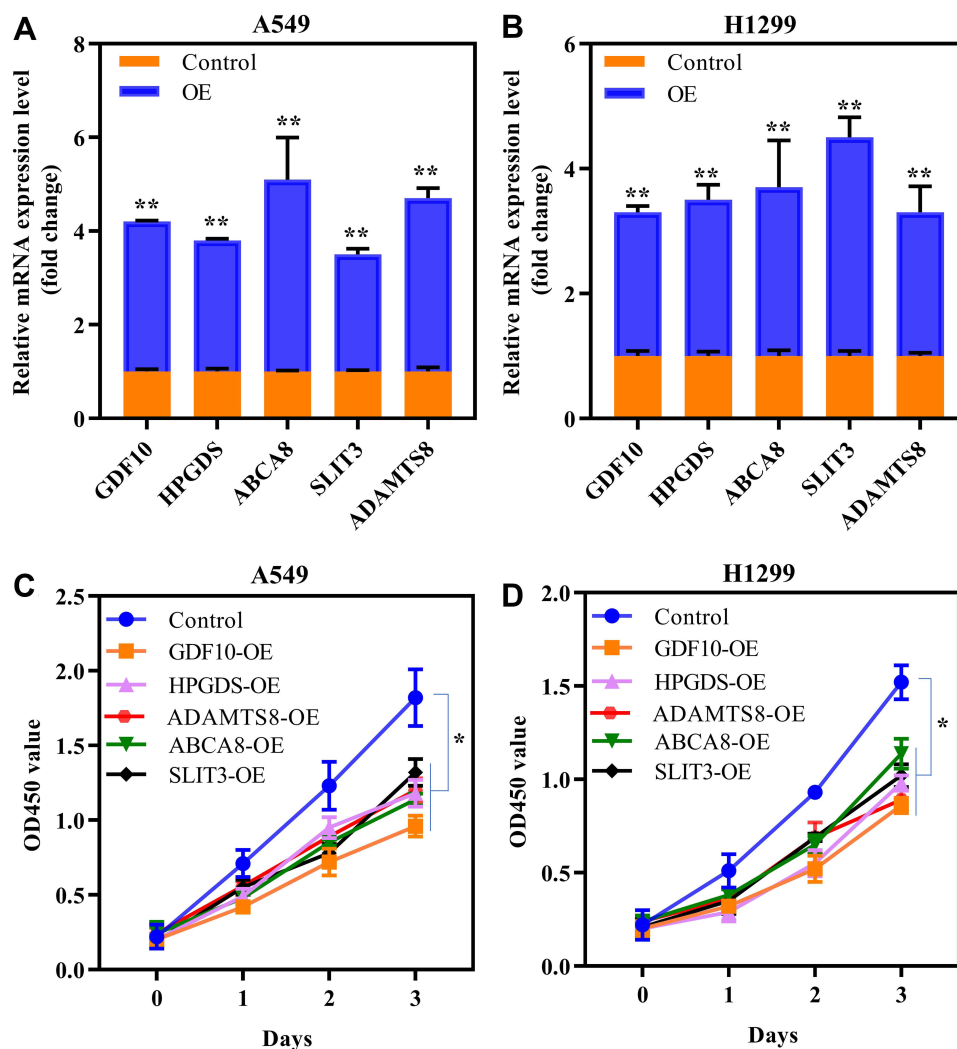 A
A549
Relative mRNA expression level
(fold change)
8
6
4
2
0
Control
OE
**
**
**
**
**
GDF10
HPGDS
ABCA8
SLIT3
ADAMTS8
B
H1299
Relative mRNA expression level
(fold change)
6
4
2
0
Control
OE
**
**
**
**
**
GDF10
HPGDS
ABCA8
SLIT3
ADAMTS8
C
A549
OD450 value
2.5
2.0
1.5
1.0
0.5
0.0
Control
GDF10-OE
HPGDS-OE
ADAMTS8-OE
ABCA8-OE
SLIT3-OE
*
0
1
2
3
Days
D
H1299
OD450 value
2.0
1.5
1.0
0.5
0.0
Control
GDF10-OE
HPGDS-OE
ADAMTS8-OE
ABCA8-OE
SLIT3-OE
*
0
1
2
3
Days